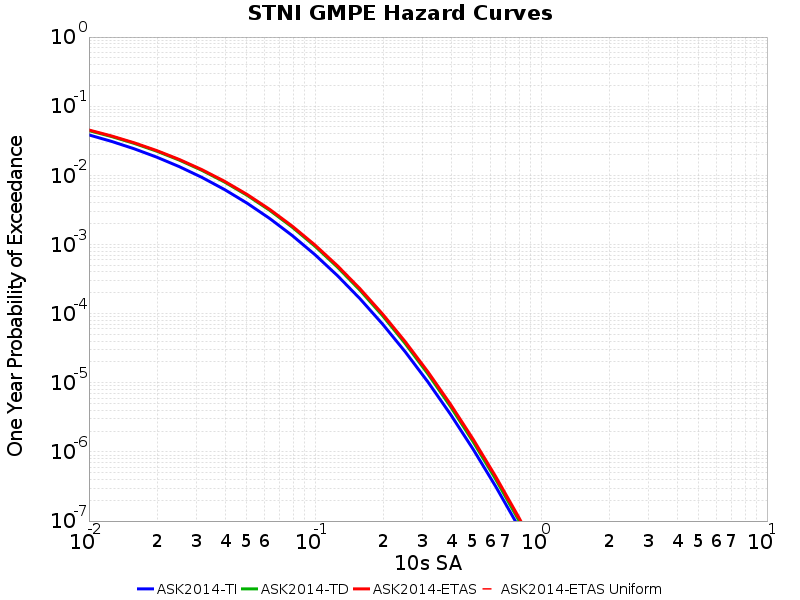 STNI GMPE Hazard Curves
One Year Probability of Exceedance
10^0
10^-1
10^-2
10^-3
10^-4
10^-5
10^-6
10^-7
10^-2 2 3 4 5 6 10^-1 2 3 4 5 6 7 10^0 2 3 4 5 6 7 10^1
10s SA
ASK2014-TI ASK2014-TD ASK2014-ETAS ASK2014-ETAS Uniform